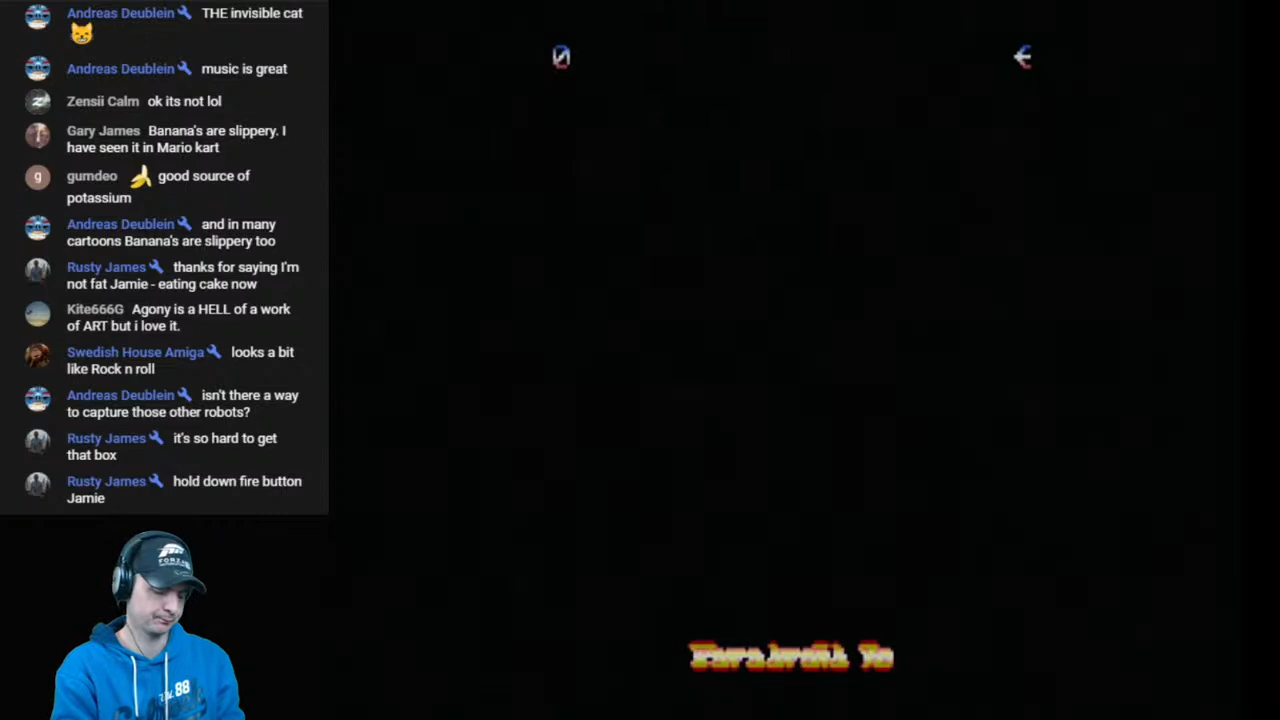 Andreas Deublein THE invisible cat
Andreas Deublein music is great
Zensii Calm ok its not lol
Gary James Banana's are slippery. I
have seen it in Mario kart
gumdeo good source of
potassium
Andreas Deublein and in many
cartoons Banana's are slippery too
Rusty James thanks for saying I'm
not fat Jamie - eating cake now
Kite666G Agony is a HELL of a work
of ART but i love it.
Swedish House Amiga looks a bit
like Rock n roll
Andreas Deublein isn't there a way
to capture those other robots?
Rusty James it's so hard to get
that box
Rusty James hold down fire button
Jamie
0 €
FORZA
88